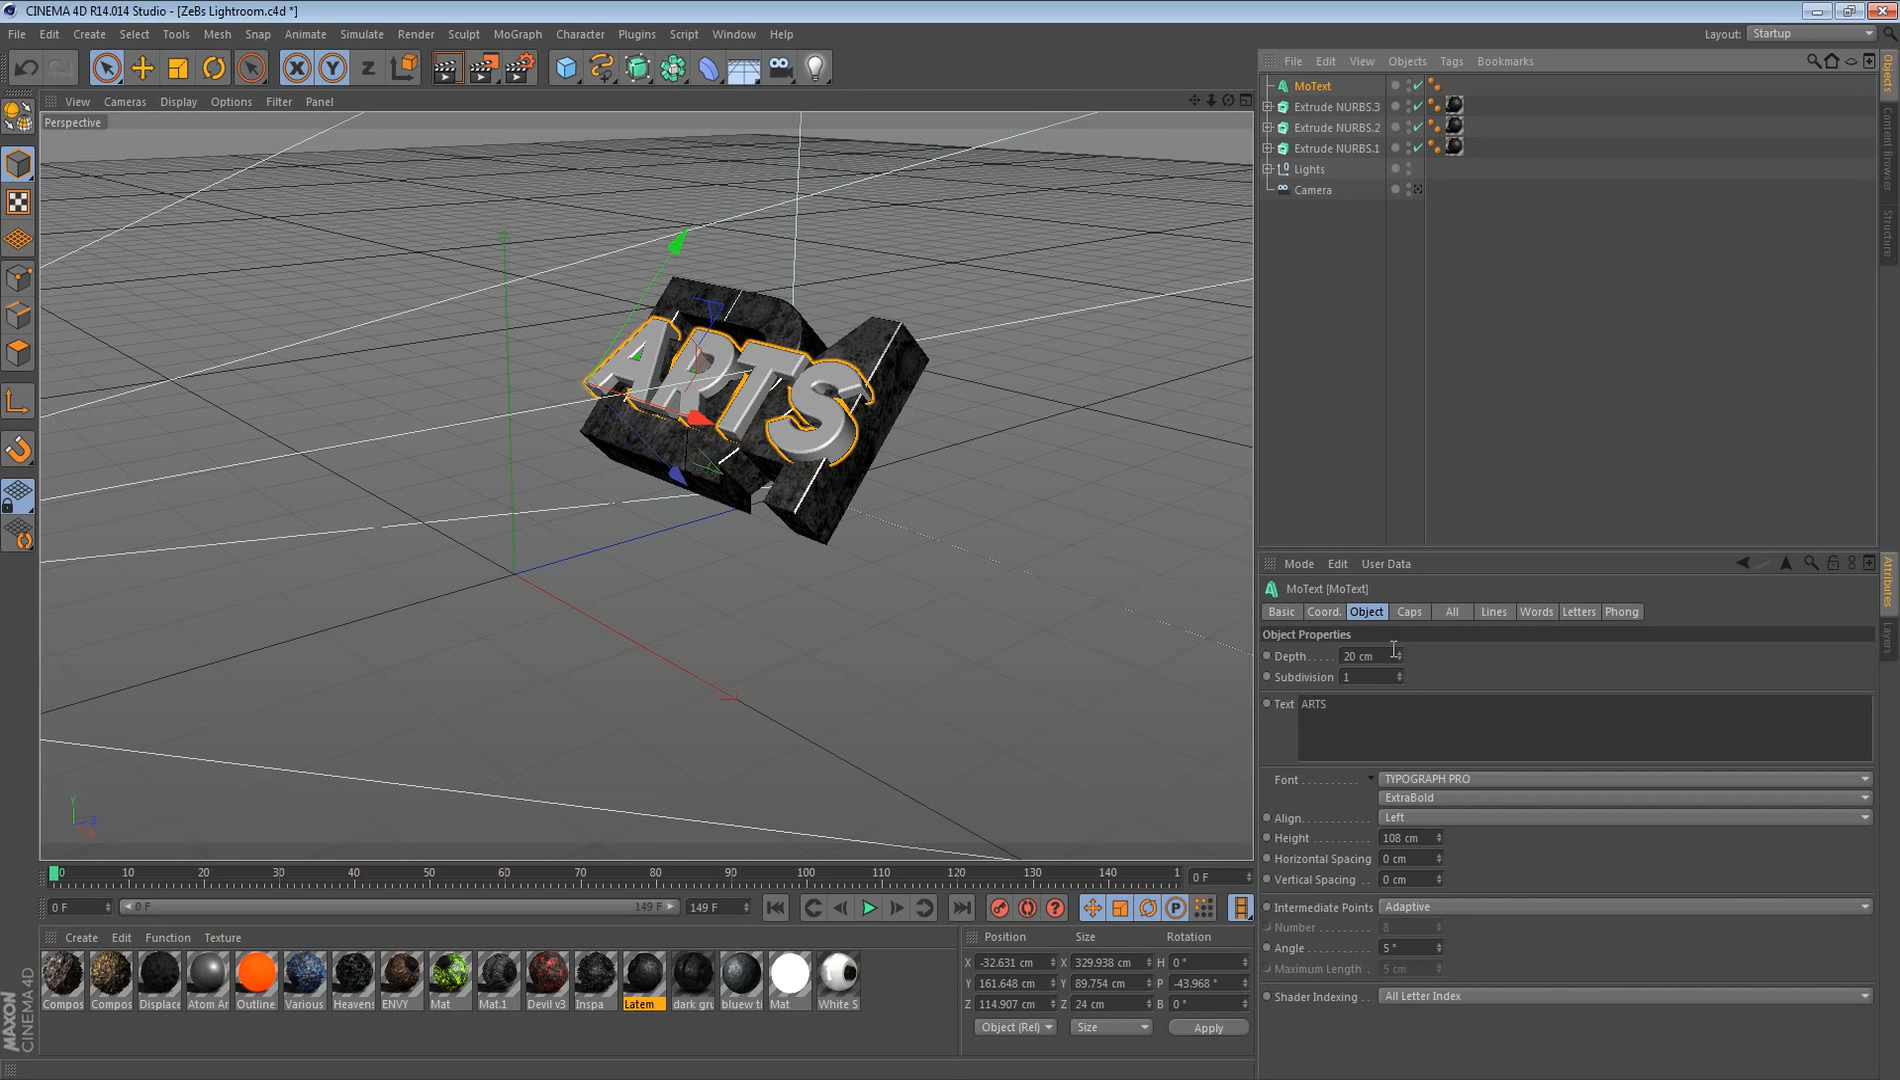 CINEMA 4D R14.014 Studio - [ZeBs Lightroom.c4d *]
File Edit Create Select Tools Mesh Snap Animate Simulate Render Sculpt MoGraph Character Plugins Script Window Help
Layout: Startup
X Y Z
View Cameras Display Options Filter Panel
Perspective
ARTS
Y
Z
X
File Edit View Objects Tags Bookmarks
MoText
Extrude NURBS.3
Extrude NURBS.2
Extrude NURBS.1
Lights
Camera
Objects
Content Browser
Structure
Mode Edit User Data
MoText [MoText]
Basic Coord. Object Caps All Lines Words Letters Phong
Object Properties
Depth..... 20 cm
Subdivision 1
Text ARTS
Font .......... TYPOGRAPH PRO
ExtraBold
Align......... Left
Height .......... 108 cm
Horizontal Spacing 0 cm
Vertical Spacing .. 0 cm
Intermediate Points Adaptive
Number ......... 8
Angle ........... 5 °
Maximum Length . 5 cm
Shader Indexing . . All Letter Index
Attributes
Layers
0 10 20 30 40 50 60 70 80 90 100 110 120 130 140 1
0 F
0 F 0 F 149 F 149 F
P
Create Edit Function Texture
Compos Compos Displace Atom Ar Outline Various Heavens ENVY Mat Mat.1 Devil v3 Inspa Latem dark gru bluew ti Mat White S
Position Size Rotation
X -32.631 cm X 329.938 cm H 0 °
Y 161.648 cm Y 89.754 cm P -43.968 °
Z 114.907 cm Z 24 cm B 0 °
Object (Rel) Size Apply
MAXON
CINEMA 4D